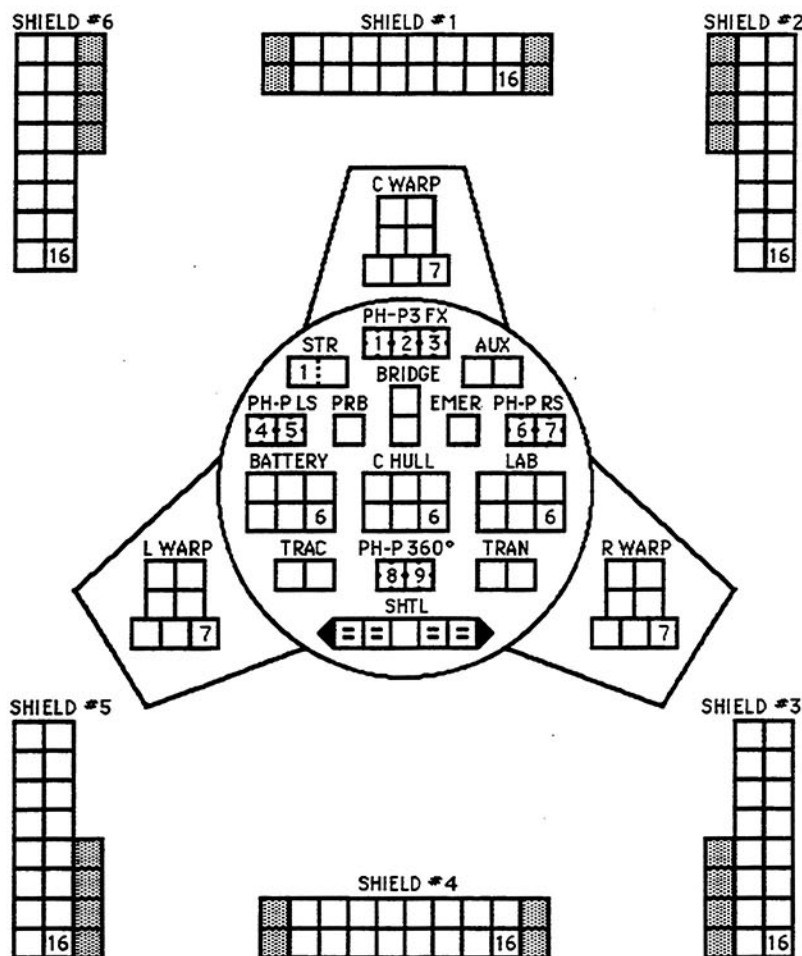 SHIELD #6 SHIELD #1 SHIELD #2
16
16 16
C WARP
7
PH-P3 FX
1 2 3
STR AUX
1
BRIDGE
PH-P LS PRB EMER PH-P RS
4 5 6 7
BATTERY C HULL LAB
6 6 6
L WARP TRAC PH-P 360° TRAN R WARP
8 9
SHTL
7 = = = = 7
SHIELD #5 SHIELD #3
SHIELD #4
16 16 16